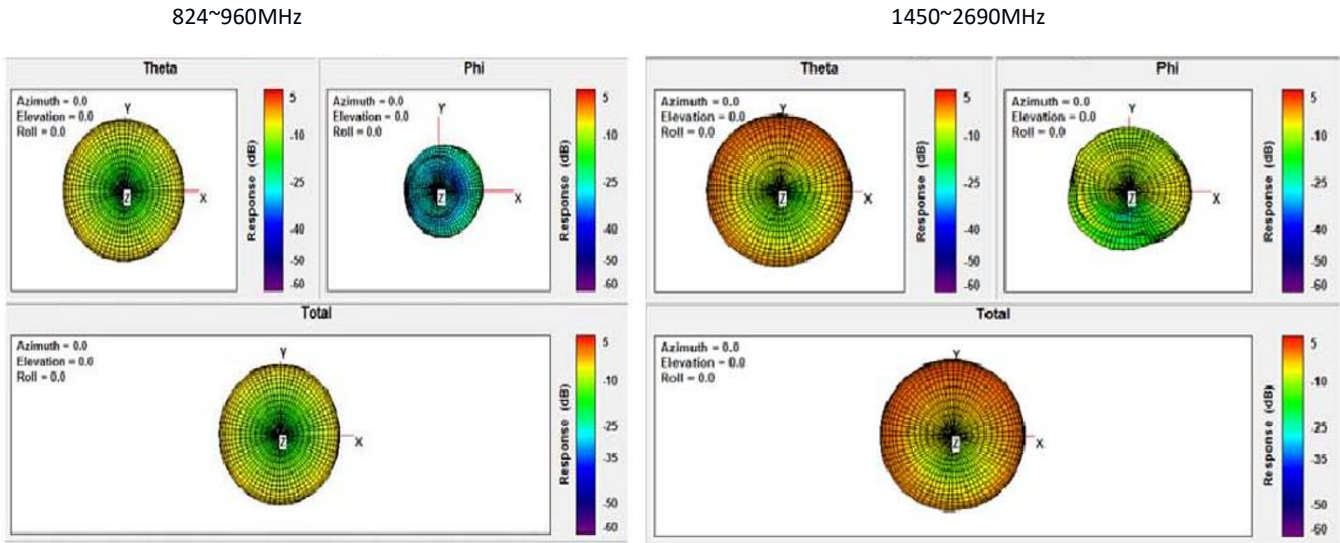 824~960MHz
1450~2690MHz
Theta
Azimuth = 0.0
Elevation = 0.0
Roll = 0.0
Y
X
Z
Response (dB)
5
-10
-25
-40
-50
-60
Phi
Azimuth = 0.0
Elevation = 0.0
Roll = 0.0
Y
X
Z
Response (dB)
5
-10
-25
-40
-50
-60
Theta
Azimuth = 0.0
Elevation = 0.0
Roll = 0.0
Y
X
Z
Response (dB)
5
-10
-25
-40
-50
-60
Phi
Azimuth = 0.0
Elevation = 0.0
Roll = 0.0
Y
X
Z
Response (dB)
5
-10
-25
-40
-50
-60
Total
Azimuth = 0.0
Elevation = 0.0
Roll = 0.0
Y
X
Z
Response (dB)
5
-10
-25
-35
-50
-60
Total
Azimuth = 0.0
Elevation = 0.0
Roll = 0.0
Y
X
Z
Response (dB)
5
-10
25
-35
-50
-60